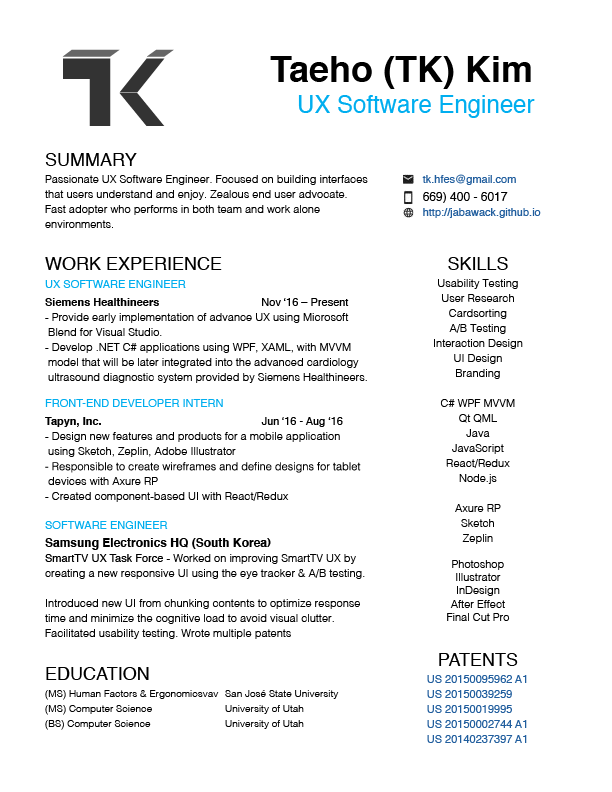 TK
Taeho (TK) Kim
UX Software Engineer
SUMMARY
Passionate UX Software Engineer. Focused on building interfaces
that users understand and enjoy. Zealous end user advocate.
Fast adopter who performs in both team and work alone
environments.
tk.hfes@gmail.com
669) 400 - 6017
http://jabawack.github.io
WORK EXPERIENCE
UX SOFTWARE ENGINEER
Siemens Healthineers Nov ‘16 – Present
- Provide early implementation of advance UX using Microsoft
Blend for Visual Studio.
- Develop .NET C# applications using WPF, XAML, with MVVM
model that will be later integrated into the advanced cardiology
ultrasound diagnostic system provided by Siemens Healthineers.
FRONT-END DEVELOPER INTERN
Tapyn, Inc. Jun ‘16 - Aug ‘16
- Design new features and products for a mobile application
using Sketch, Zeplin, Adobe Illustrator
- Responsible to create wireframes and define designs for tablet
devices with Axure RP
- Created component-based UI with React/Redux
SOFTWARE ENGINEER
Samsung Electronics HQ (South Korea)
SmartTV UX Task Force - Worked on improving SmartTV UX by
creating a new responsive UI using the eye tracker & A/B testing.
Introduced new UI from chunking contents to optimize response
time and minimize the cognitive load to avoid visual clutter.
Facilitated usability testing. Wrote multiple patents
EDUCATION
(MS) Human Factors & Ergonomiosvav San José State University
(MS) Computer Science University of Utah
(BS) Computer Science University of Utah
SKILLS
Usability Testing
User Research
Cardsorting
A/B Testing
Interaction Design
UI Design
Branding
C# WPF MVVM
Qt QML
Java
JavaScript
React/Redux
Node.js
Axure RP
Sketch
Zeplin
Photoshop
Illustrator
InDesign
After Effect
Final Cut Pro
PATENTS
US 20150095962 A1
US 20150039259
US 20150019995
US 20150002744 A1
US 20140237397 A1